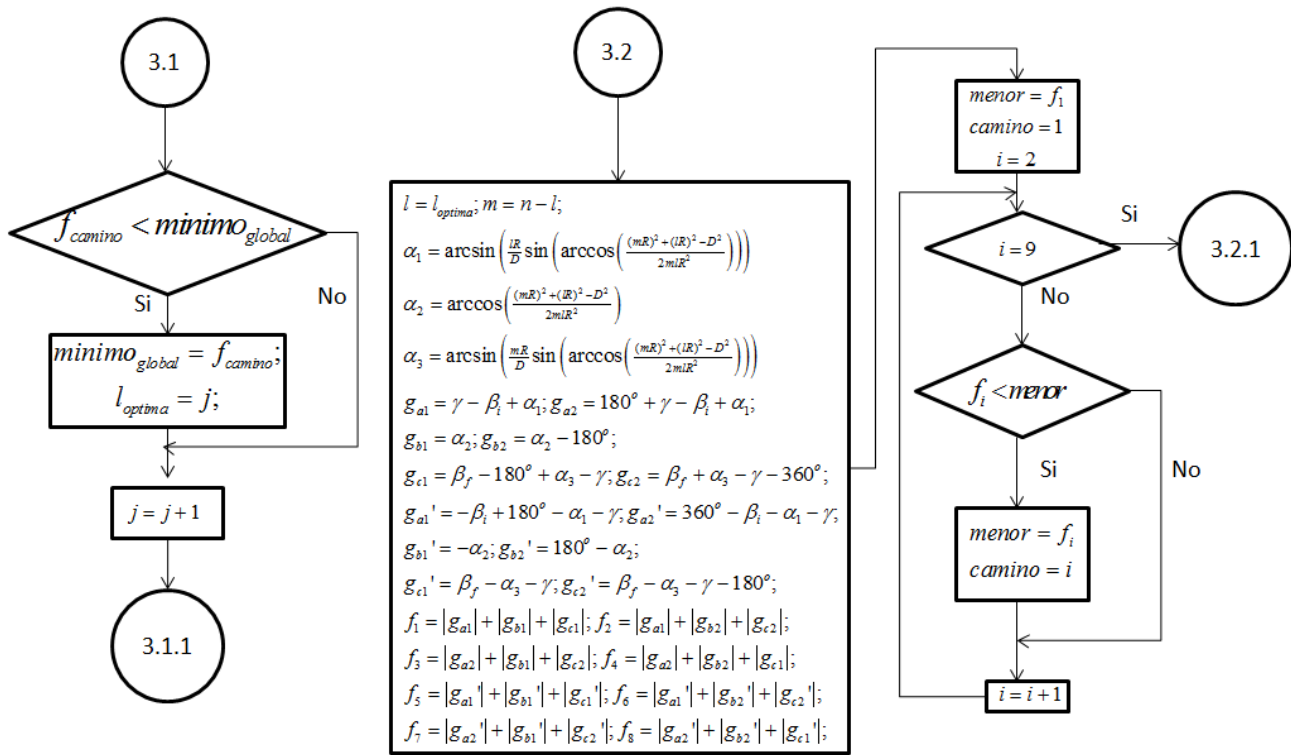 3.1
f_camino < minimo_global
Si
No
minimo_global = f_camino;
l_optima = j;
j = j + 1
3.1.1
3.2
l = l_optima; m = n − l;
α₁ = arcsin(lR/D sin(arccos(((mR)² + (lR)² − D²)/(2mlR²))))
α₂ = arccos(((mR)² + (lR)² − D²)/(2mlR²))
α₃ = arcsin(mR/D sin(arccos(((mR)² + (lR)² − D²)/(2mlR²))))
g_a1 = γ − β_i + α₁; g_a2 = 180° + γ − β_i + α₁;
g_b1 = α₂; g_b2 = α₂ − 180°;
g_c1 = β_f − 180° + α₃ − γ; g_c2 = β_f + α₃ − γ − 360°;
g_a1' = −β_i + 180° − α₁ − γ; g_a2' = 360° − β_i − α₁ − γ;
g_b1' = −α₂; g_b2' = 180° − α₂;
g_c1' = β_f − α₃ − γ; g_c2' = β_f − α₃ − γ − 180°;
f₁ = |g_a1| + |g_b1| + |g_c1|; f₂ = |g_a1| + |g_b2| + |g_c2|;
f₃ = |g_a2| + |g_b1| + |g_c2|; f₄ = |g_a2| + |g_b2| + |g_c1|;
f₅ = |g_a1'| + |g_b1'| + |g_c1'|; f₆ = |g_a1'| + |g_b2'| + |g_c2'|;
f₇ = |g_a2'| + |g_b1'| + |g_c2'|; f₈ = |g_a2'| + |g_b2'| + |g_c1'|;
menor = f₁
camino = 1
i = 2
i = 9
Si
3.2.1
No
f_i < menor
Si
No
menor = f_i
camino = i
i = i + 1